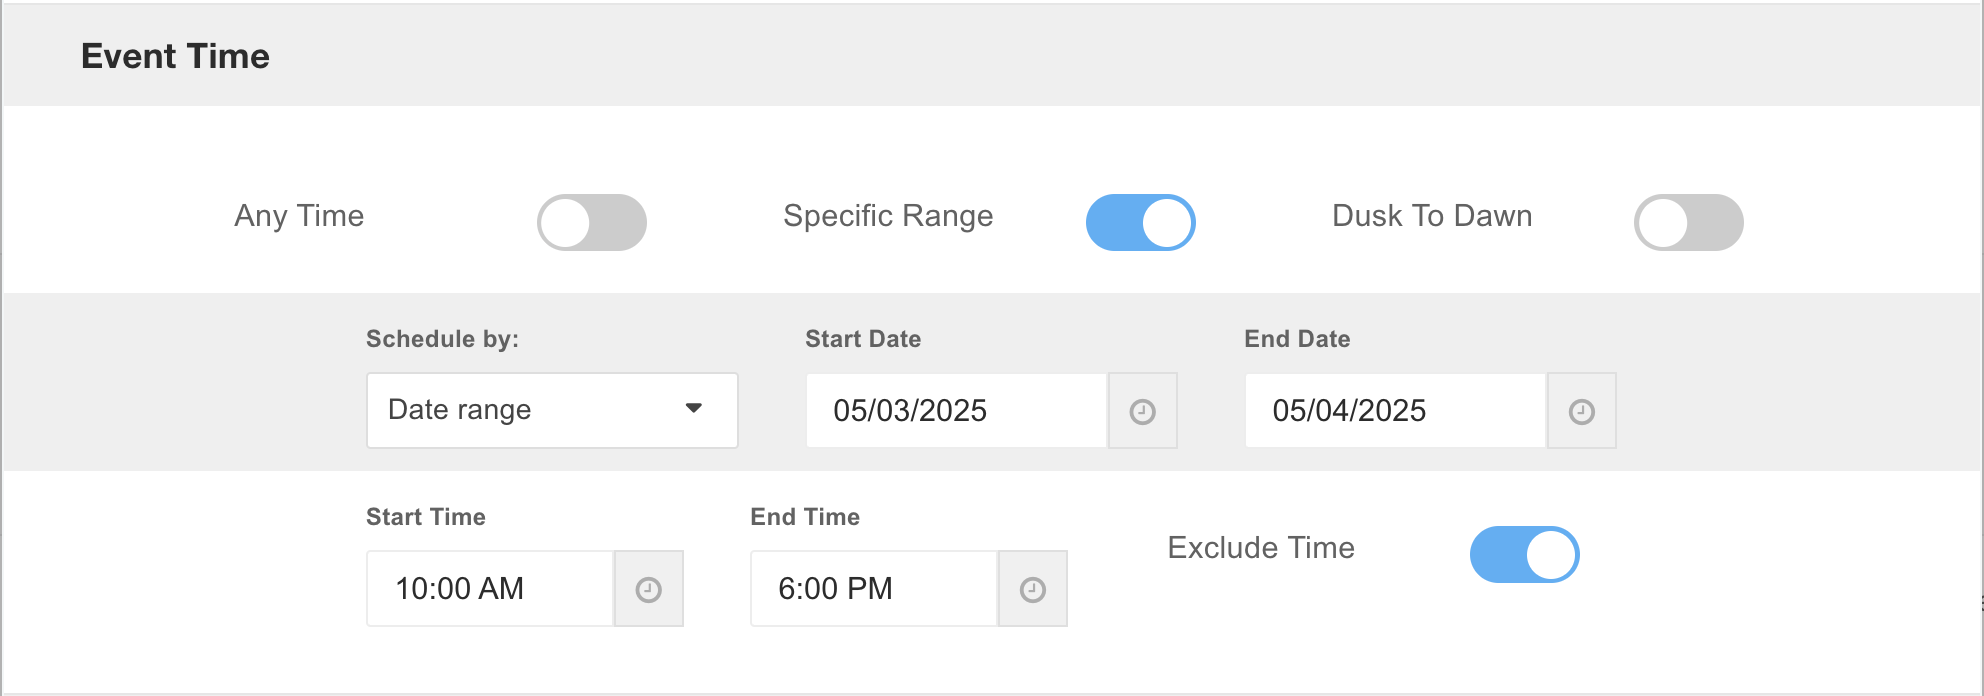 Event Time
Any Time Specific Range Dusk To Dawn
Schedule by: Start Date End Date
Date range 05/03/2025 05/04/2025
Start Time End Time
Exclude Time
10:00 AM 6:00 PM